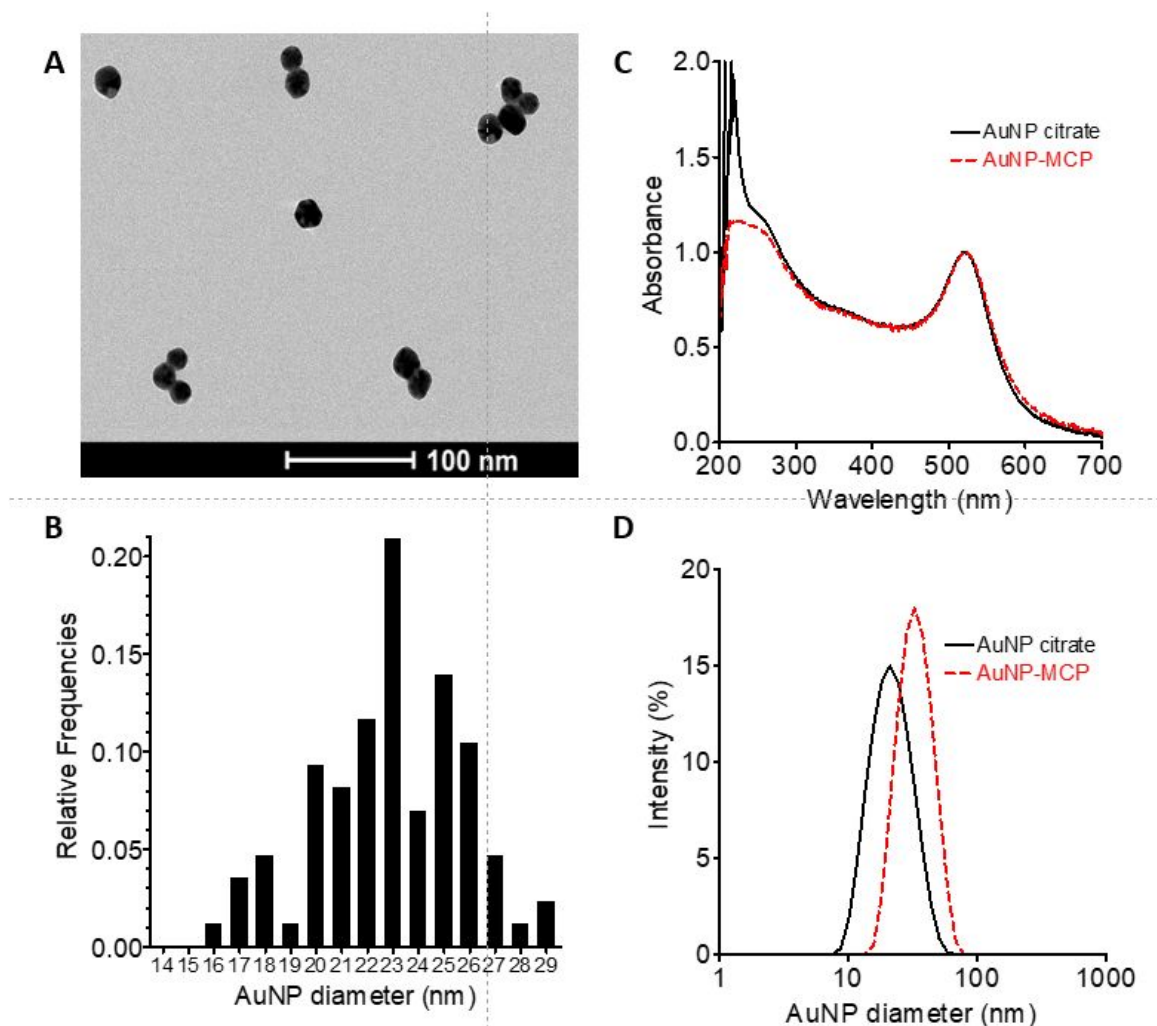 A
100 nm
C
2.0
1.5
1.0
0.5
0.0
Absorbance
AuNP citrate
AuNP-MCP
200 300 400 500 600 700
Wavelength (nm)
B
0.20
0.15
0.10
0.05
0.00
Relative Frequencies
14 15 16 17 18 19 20 21 22 23 24 25 26 27 28 29
AuNP diameter (nm)
D
20
15
10
5
0
Intensity (%)
AuNP citrate
AuNP-MCP
1 10 100 1000
AuNP diameter (nm)